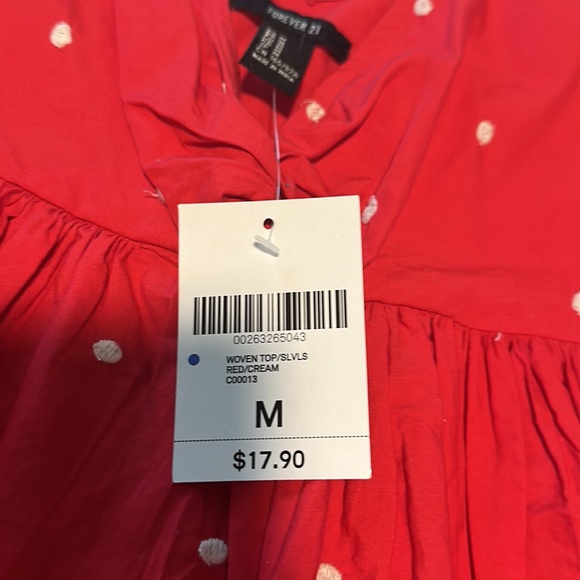 FOREVER 21
00263265043
WOVEN TOP/SLVLS
RED/CREAM
C00013
M
$17.90